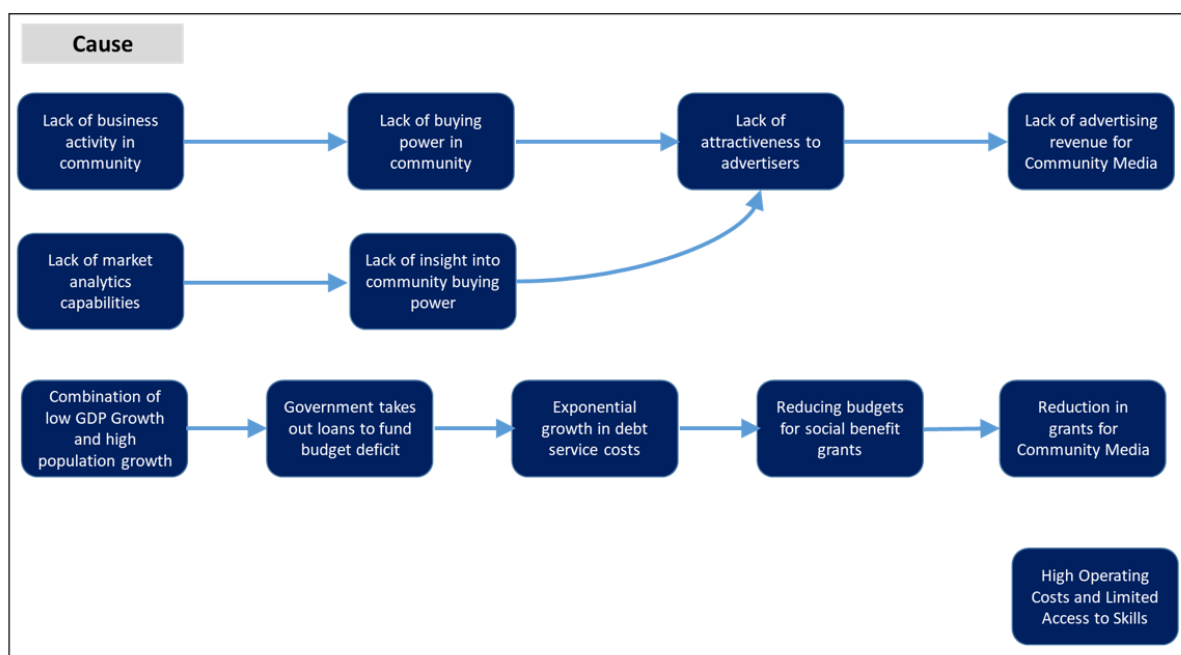 Cause
Lack of business
activity in
community
Lack of buying
power in
community
Lack of
attractiveness to
advertisers
Lack of advertising
revenue for
Community Media
Lack of market
analytics
capabilities
Lack of insight into
community buying
power
Combination of
low GDP Growth
and high
population growth
Government takes
out loans to fund
budget deficit
Exponential
growth in debt
service costs
Reducing budgets
for social benefit
grants
Reduction in
grants for
Community Media
High Operating
Costs and Limited
Access to Skills